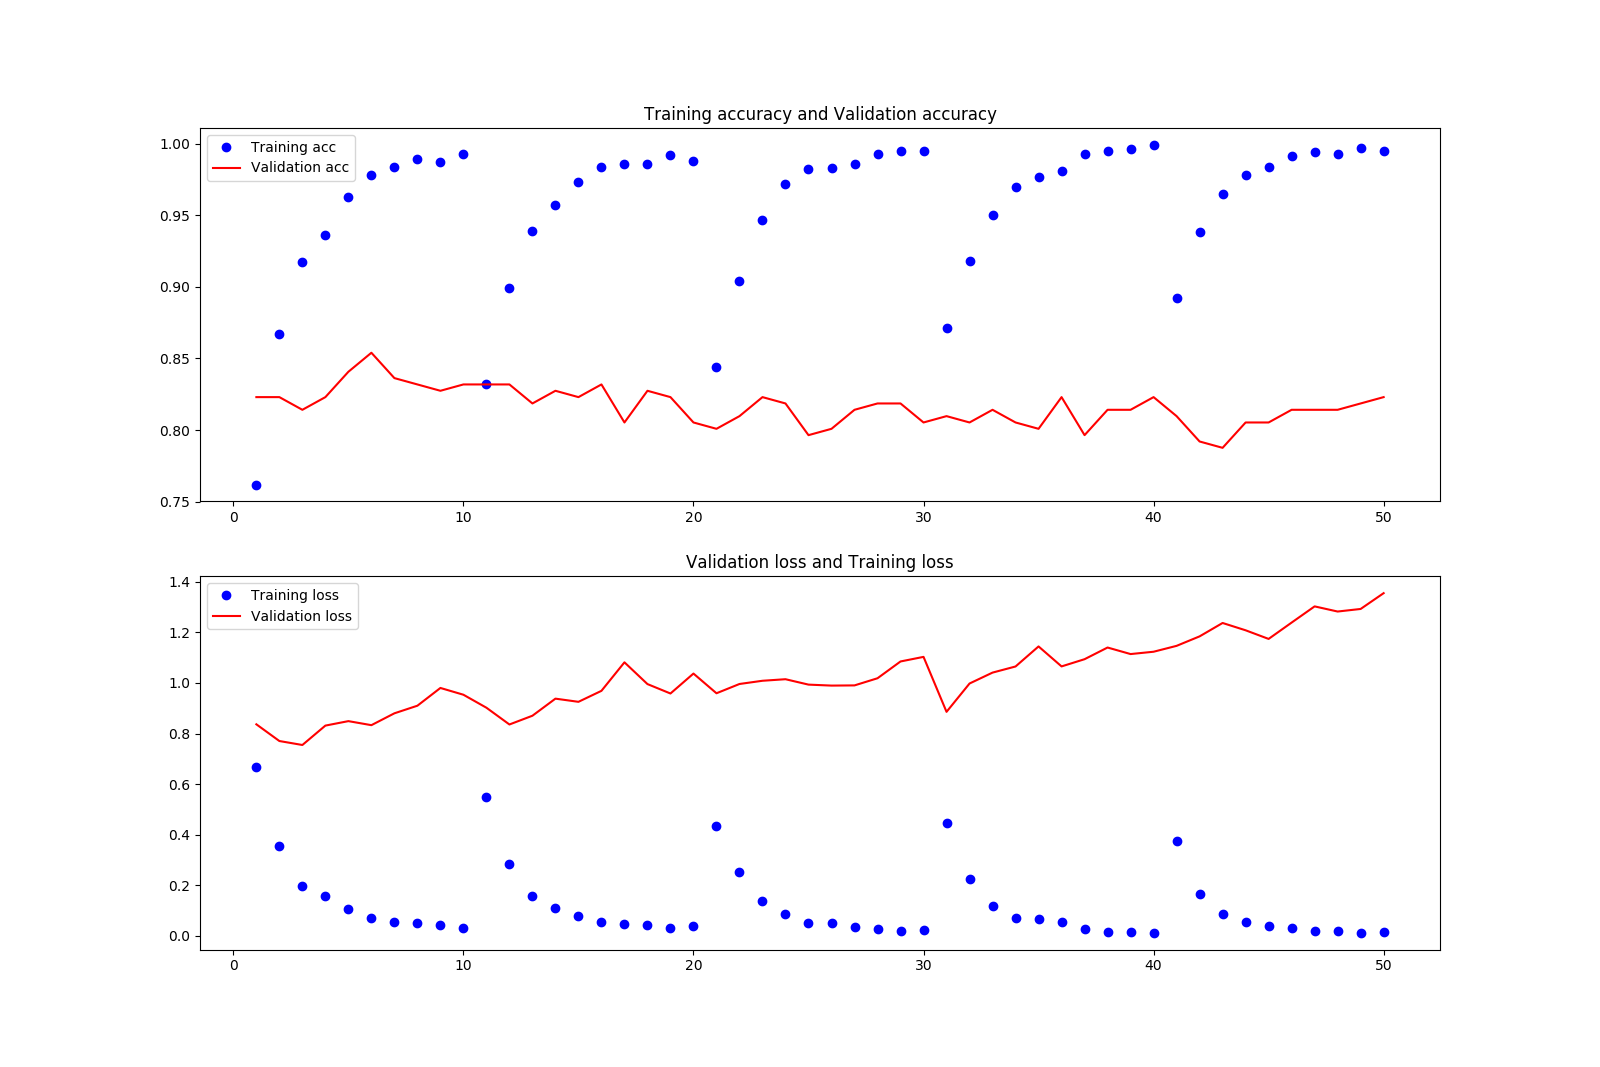 Training accuracy and Validation accuracy
Training acc
Validation acc
1.00
0.95
0.90
0.85
0.80
0.75
0 10 20 30 40 50
Validation loss and Training loss
Training loss
Validation loss
1.4
1.2
1.0
0.8
0.6
0.4
0.2
0.0
0 10 20 30 40 50